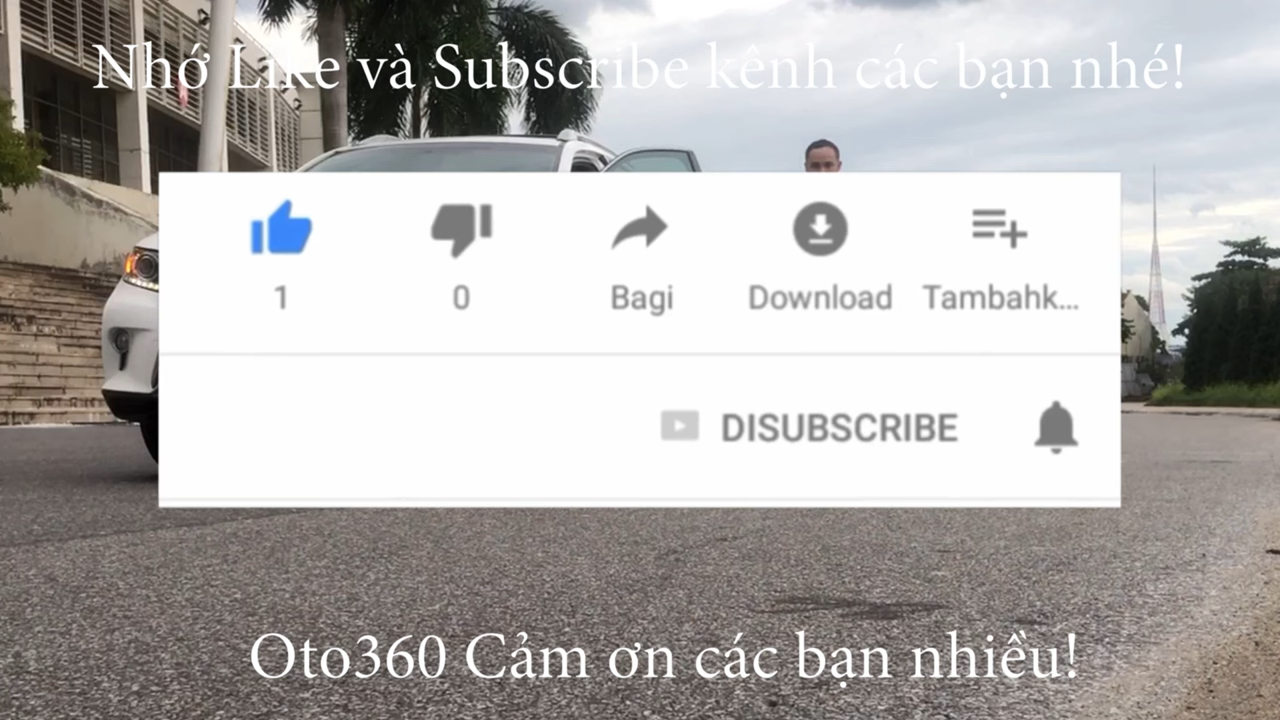 Nhớ Like và Subscribe kênh các bạn nhé!
1 0 Bagi Download Tambahk...
DISUBSCRIBE
Oto360 Cảm ơn các bạn nhiều!